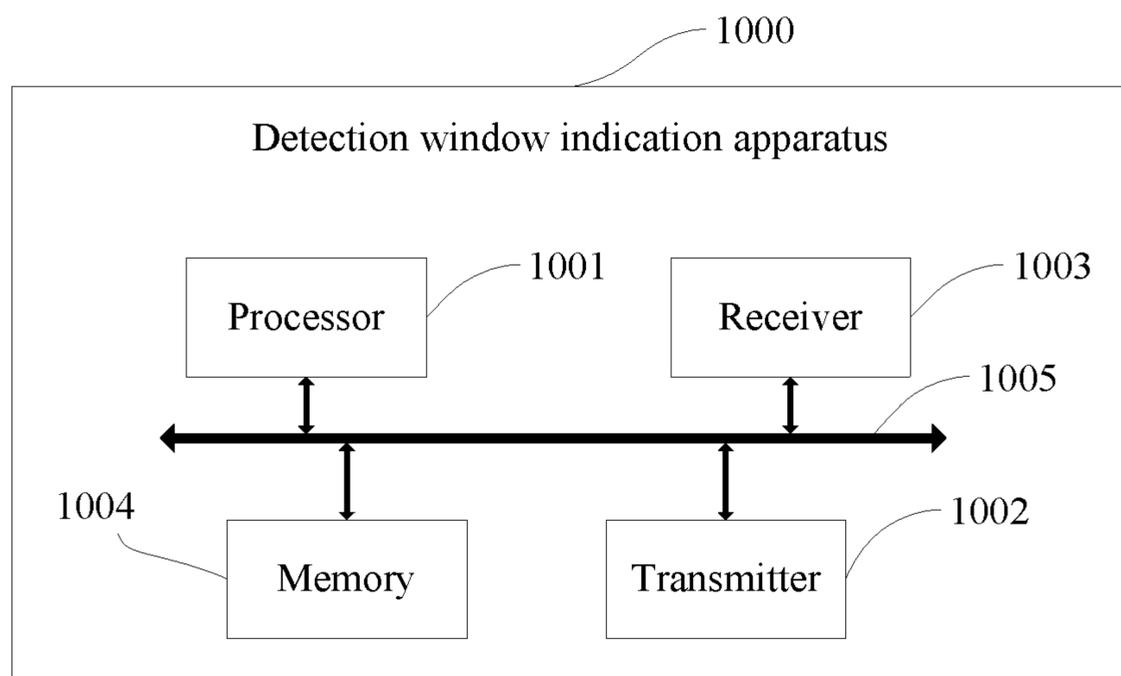 1000
Detection window indication apparatus
1001
1003
Processor
Receiver
1005
1004
1002
Memory
Transmitter